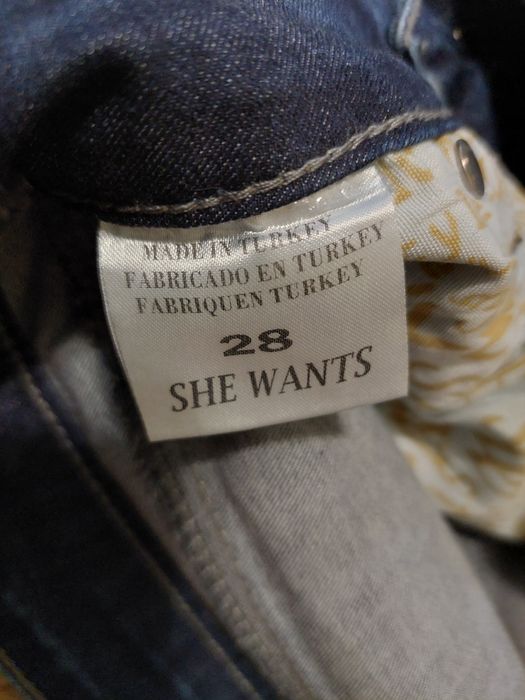 MADE IN TURKEY
FABRICADO EN TURKEY
FABRIQUEN TURKEY
28
SHE WANTS